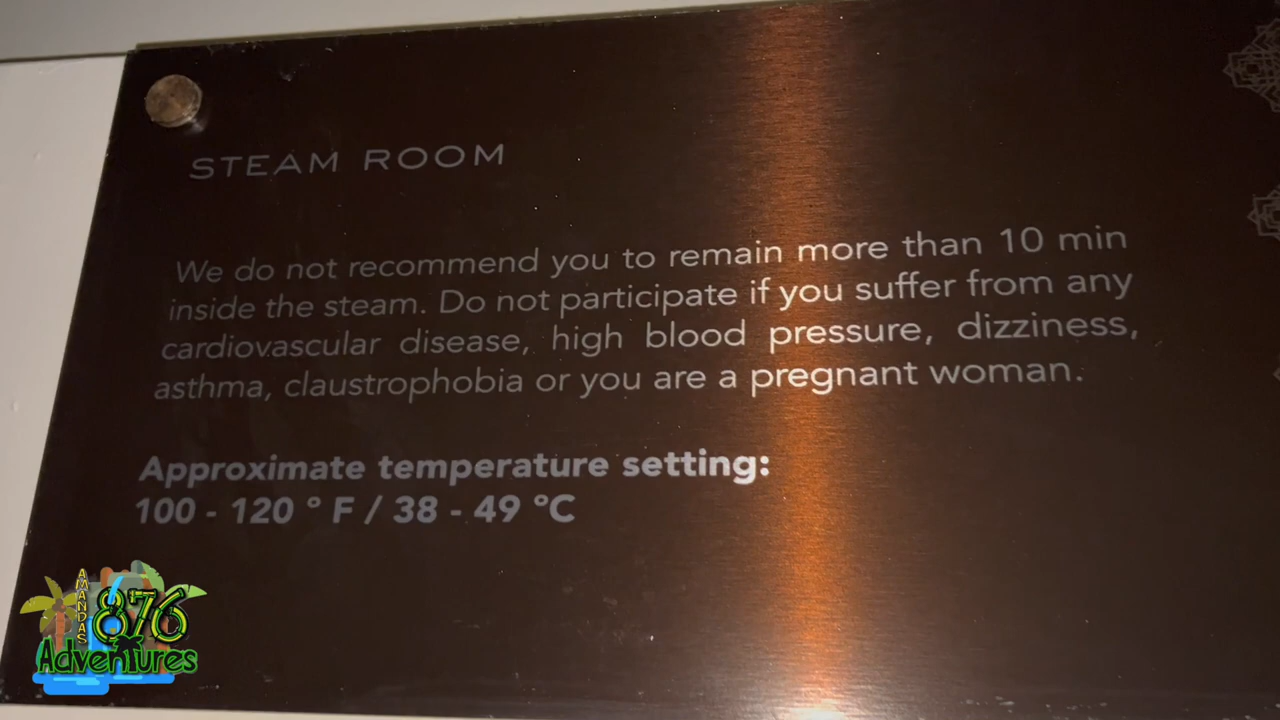 STEAM ROOM
We do not recommend you to remain more than 10 min
inside the steam. Do not participate if you suffer from any
cardiovascular disease, high blood pressure, dizziness,
asthma, claustrophobia or you are a pregnant woman.
Approximate temperature setting:
100 - 120 ° F / 38 - 49 °C
AMANDAS
876
Adventures